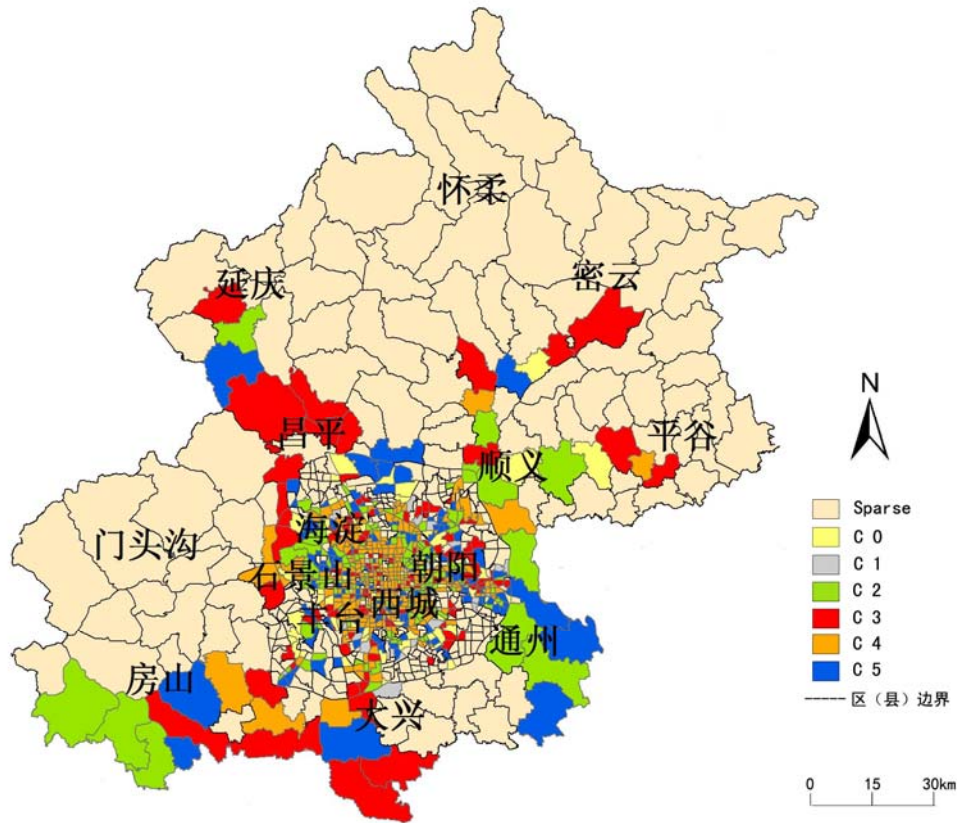 怀柔
延庆
密云
N
昌平
平谷
顺义
海淀
门头沟
朝阳
石景山
西城
丰台
通州
房山
大兴
Sparse
C 0
C 1
C 2
C 3
C 4
C 5
区（县）边界
0 15 30km